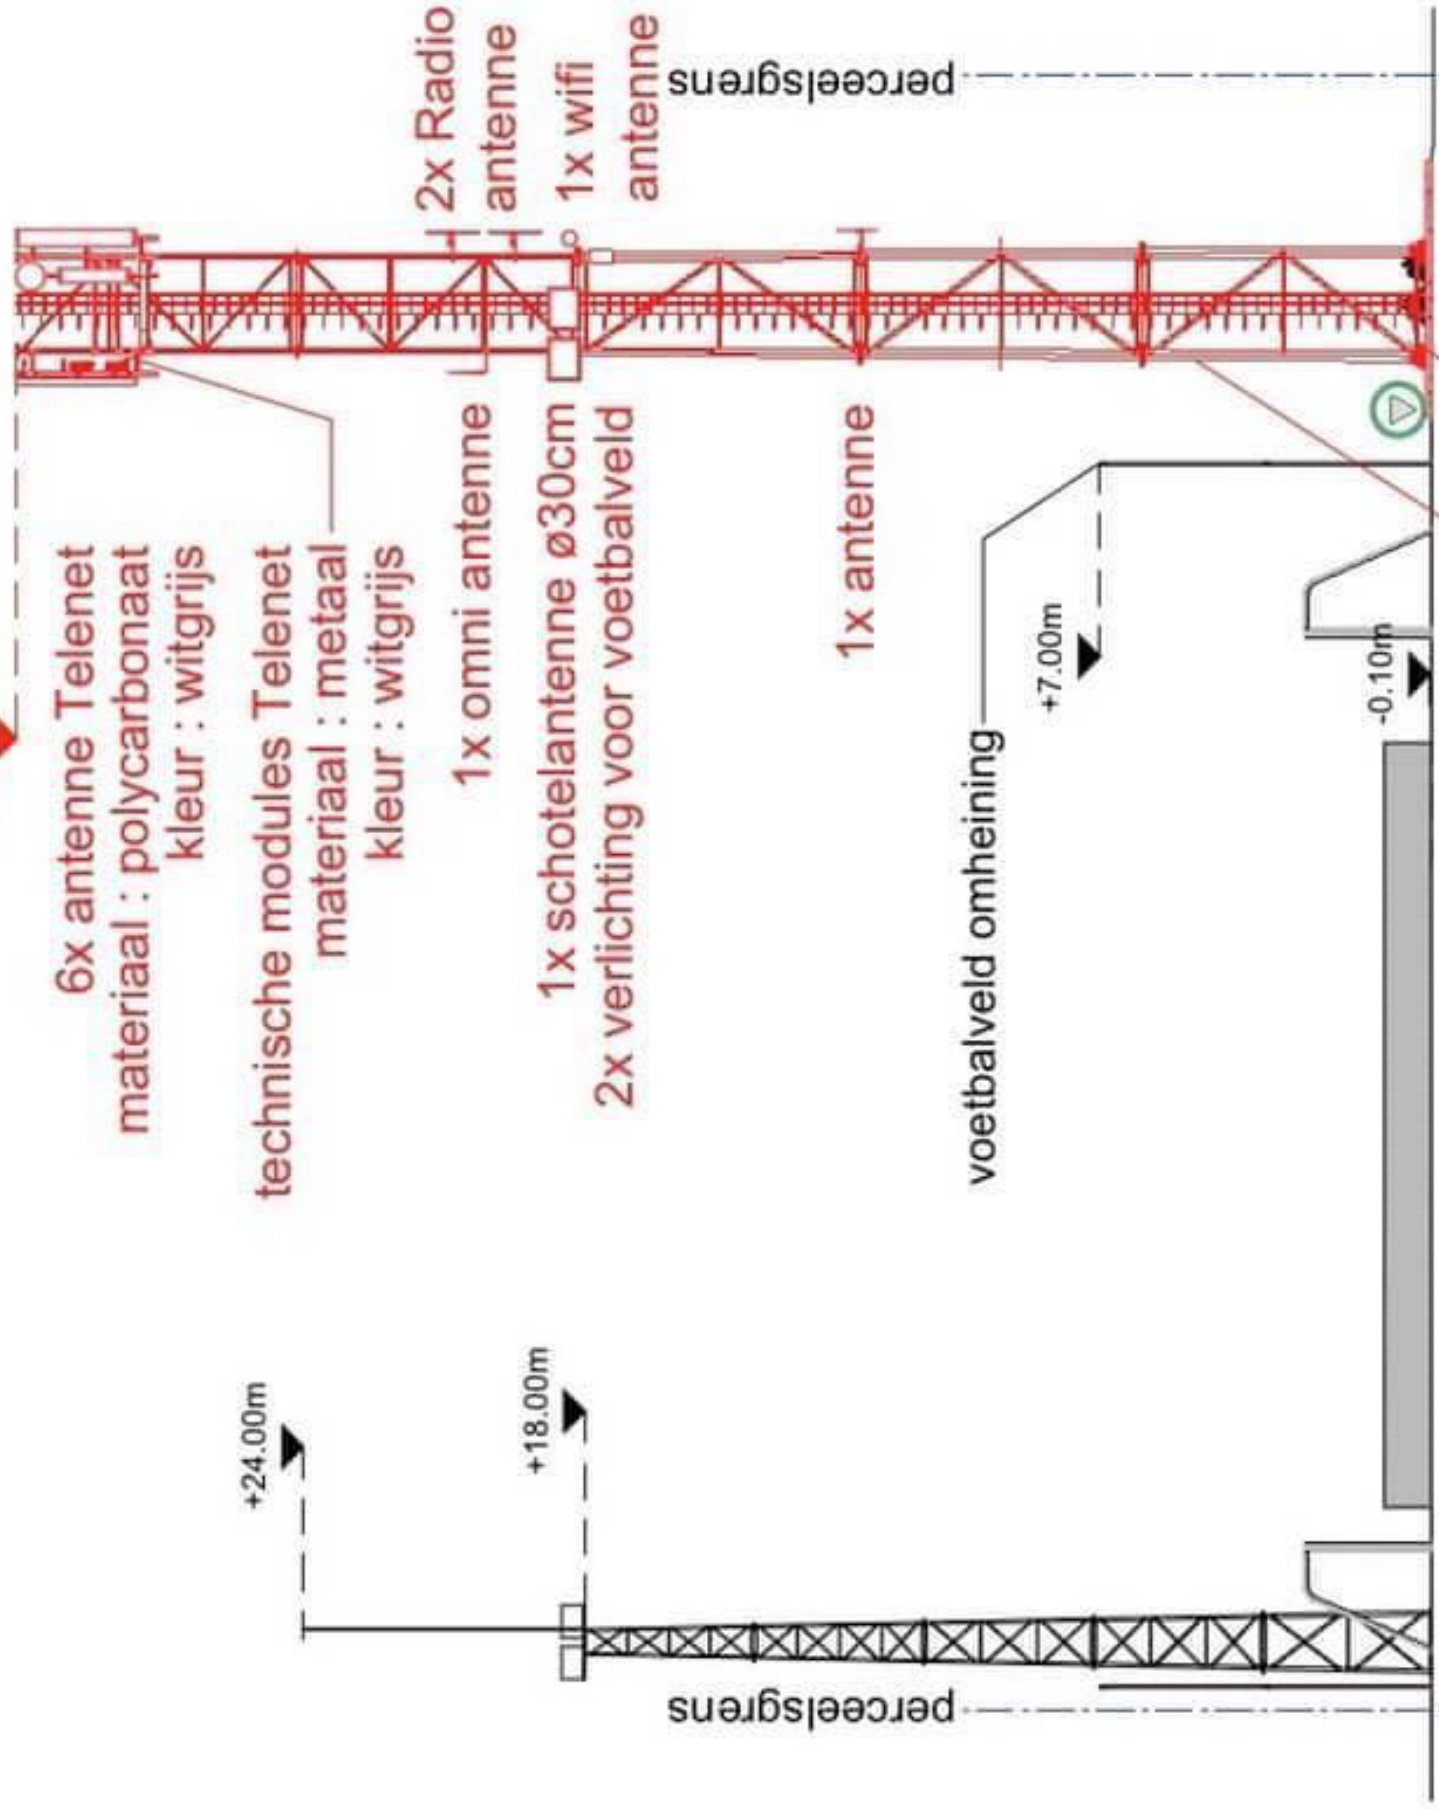 6x antenne Telenet
materiaal : polycarbonaat
kleur : witgrijs
technische modules Telenet
materiaal : metaal
kleur : witgrijs
1x omni antenne
1x schotelantenne ø30cm
2x verlichting voor voetbalveld
1x antenne
2x Radio
antenne
1x wifi
antenne
perceelsgrens
voetbalveld omheining
+7.00m
-0.10m
+24.00m
+18.00m
perceelsgrens